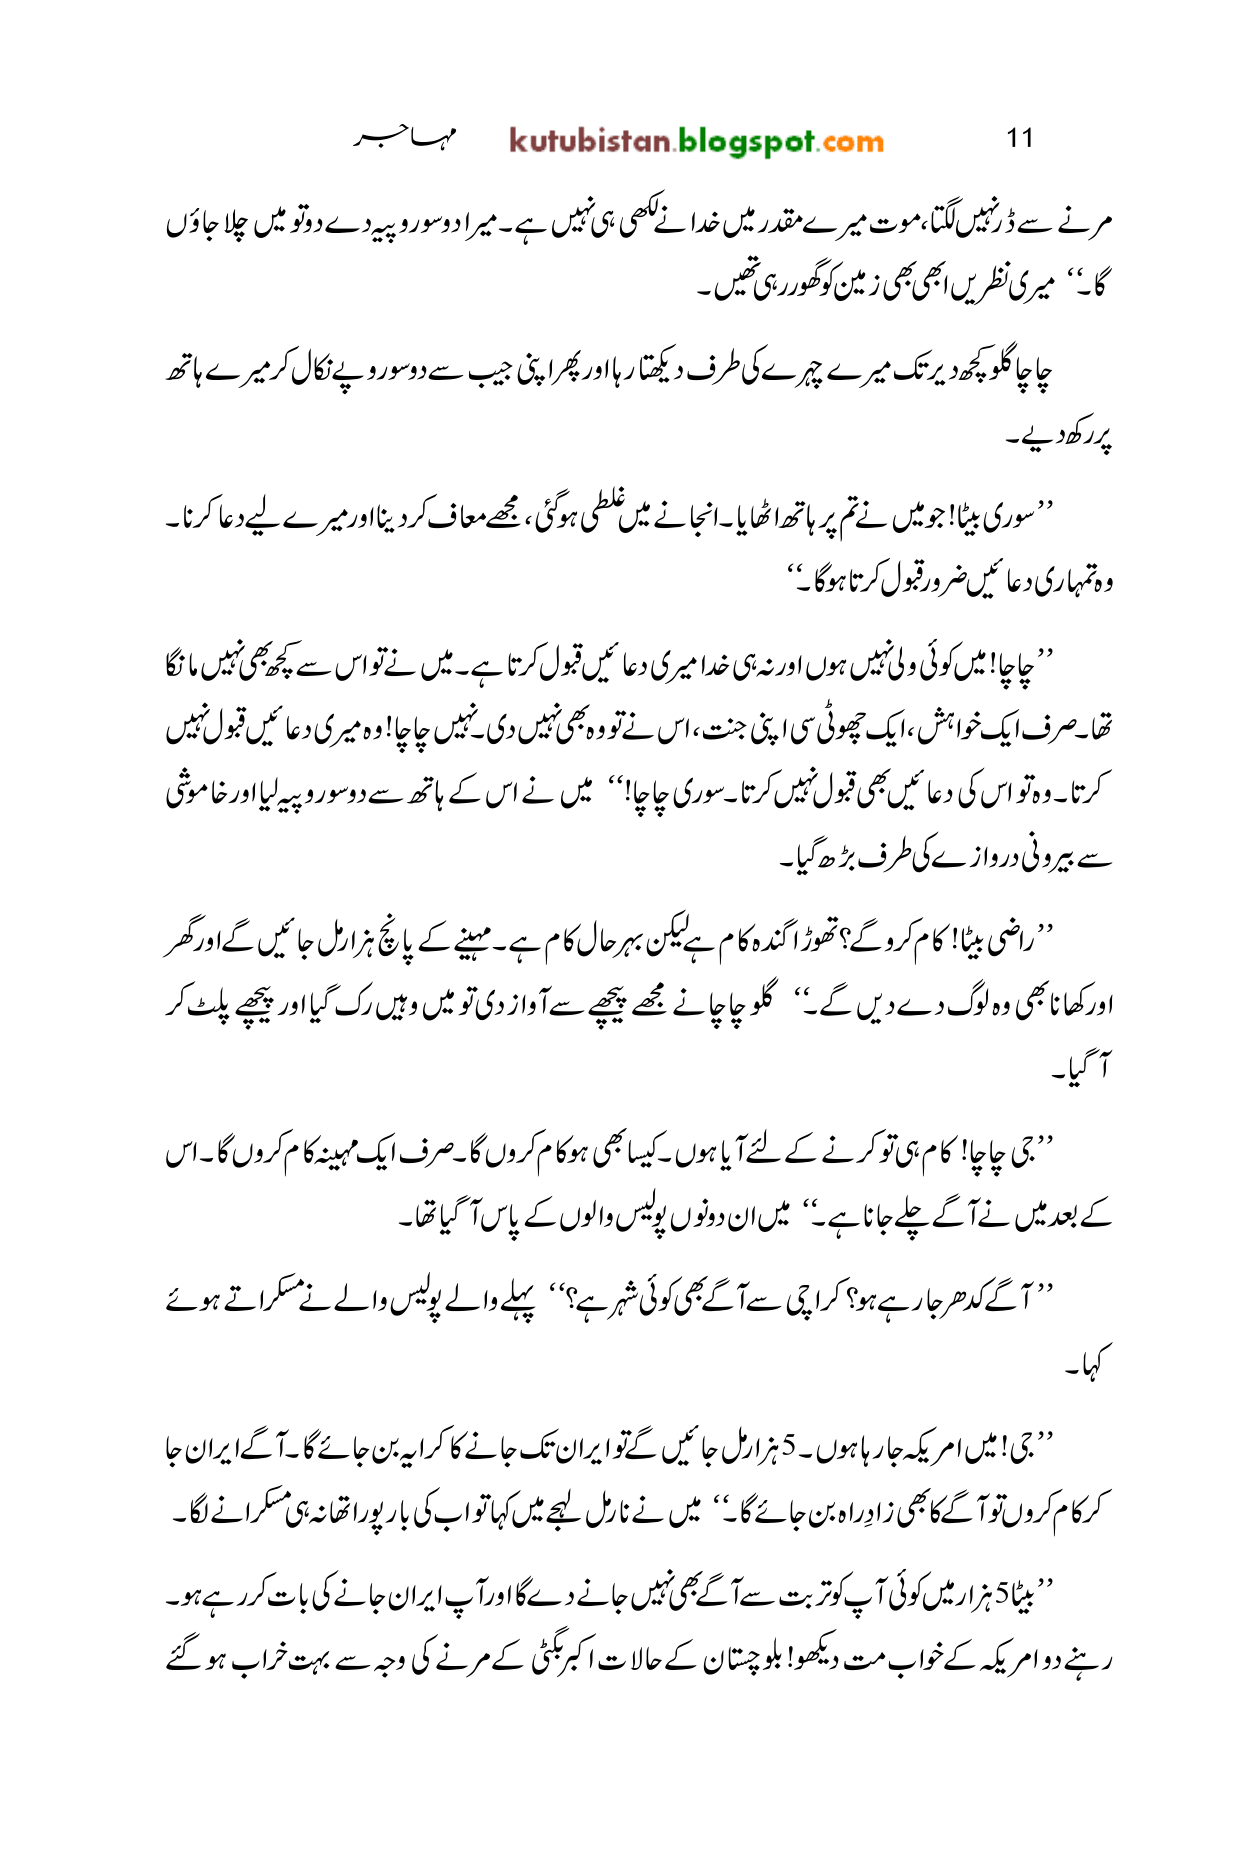 11 kutubistan.blogspot.com مہاجر
مرنے سے ڈر نہیں لگتا، موت میرے مقدر میں خدا نے لکھی ہی نہیں ہے۔ میرا دو سو روپیہ دے دو تو میں چلا جاؤں
گا۔‘‘ میری نظریں ابھی بھی زمین کو گھور رہی تھیں۔
چاچا گلو کچھ دیر تک میرے چہرے کی طرف دیکھتا رہا اور پھر اپنی جیب سے دو سو روپے نکال کر میرے ہاتھ
پر رکھ دیے۔
’’سوری بیٹا! جو میں نے تم پر ہاتھ اٹھایا۔ انجانے میں غلطی ہو گئی، مجھے معاف کر دینا اور میرے لیے دعا کرنا۔
وہ تمہاری دعائیں ضرور قبول کرتا ہو گا۔‘‘
’’چاچا! میں کوئی ولی نہیں ہوں اور نہ ہی خدا میری دعائیں قبول کرتا ہے۔ میں نے تو اس سے کچھ بھی نہیں مانگا
تھا۔ صرف ایک خواہش، ایک چھوٹی سی اپنی جنت، اس نے تو وہ بھی نہیں دی۔ نہیں چاچا! وہ میری دعائیں قبول نہیں
کرتا۔ وہ تو اس کی دعائیں بھی قبول نہیں کرتا۔ سوری چاچا!‘‘ میں نے اس کے ہاتھ سے دو سو روپیہ لیا اور خاموشی
سے بیرونی دروازے کی طرف بڑھ گیا۔
’’راضی بیٹا! کام کرو گے؟ تھوڑا گندہ کام ہے لیکن بہرحال کام ہے۔ مہینے کے پانچ ہزار مل جائیں گے اور گھر
اور کھانا بھی وہ لوگ دے دیں گے۔‘‘ گلو چاچا نے مجھے پیچھے سے آواز دی تو میں وہیں رک گیا اور پیچھے پلٹ کر
آ گیا۔
’’جی چاچا! کام ہی تو کرنے کے لئے آیا ہوں۔ کیسا بھی ہو کام کروں گا۔ صرف ایک مہینہ کام کروں گا۔ اس
کے بعد میں نے آگے چلے جانا ہے۔‘‘ میں ان دونوں پولیس والوں کے پاس آ گیا تھا۔
’’آگے کدھر جا رہے ہو؟ کراچی سے آگے بھی کوئی شہر ہے؟‘‘ پہلے والے پولیس والے نے مسکراتے ہوئے
کہا۔
’’جی! میں امریکہ جا رہا ہوں۔ 5 ہزار مل جائیں گے تو ایران تک جانے کا کرایہ بن جائے گا۔ آگے ایران جا
کر کام کروں تو آگے کا بھی زادِ راہ بن جائے گا۔‘‘ میں نے نارمل لہجے میں کہا تو اب کی بار پورا تھانہ ہی مسکرانے لگا۔
’’بیٹا 5 ہزار میں کوئی آپ کو تربت سے آگے بھی نہیں جانے دے گا اور آپ ایران جانے کی بات کر رہے ہو۔
رہنے دو امریکہ کے خواب مت دیکھو! بلوچستان کے حالات اکبر بگٹی کے مرنے کی وجہ سے بہت خراب ہو گئے